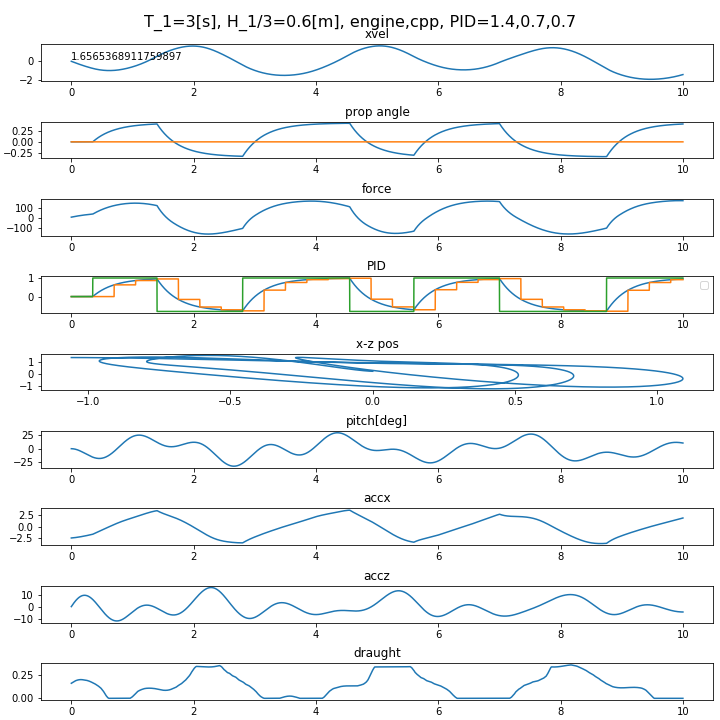 T_1=3[s], H_1/3=0.6[m], engine,cpp, PID=1.4,0.7,0.7
xvel
0
−2
1.6565368911759897
0 2 4 6 8 10
prop angle
0.25
0.00
−0.25
0 2 4 6 8 10
force
100
0
−100
0 2 4 6 8 10
PID
1
0
0 2 4 6 8 10
x-z pos
1
0
−1
−1.0 −0.5 0.0 0.5 1.0
pitch[deg]
25
0
−25
0 2 4 6 8 10
accx
2.5
0.0
−2.5
0 2 4 6 8 10
accz
10
0
−10
0 2 4 6 8 10
draught
0.25
0.00
0 2 4 6 8 10